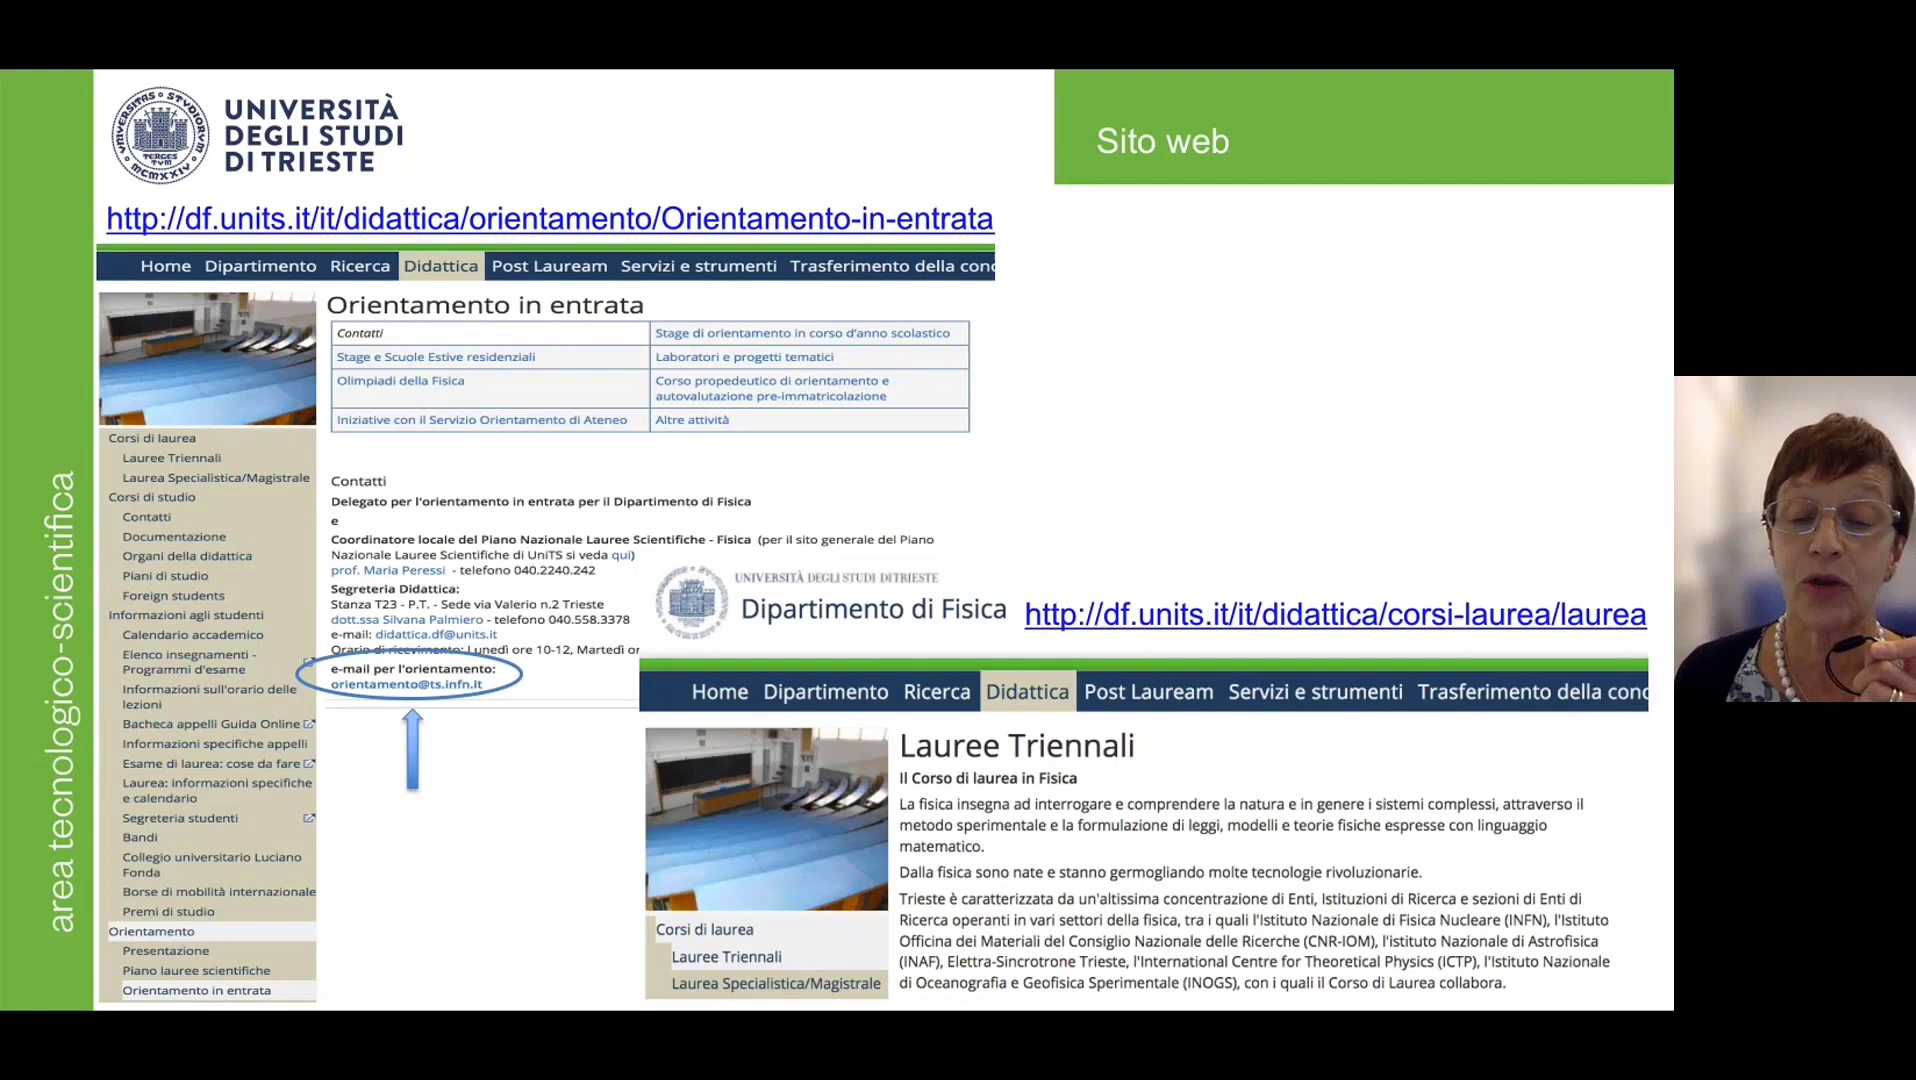 UNIVERSITÀ
DEGLI STUDI
DI TRIESTE
Sito web
http://df.units.it/it/didattica/orientamento/Orientamento-in-entrata
Home Dipartimento Ricerca Didattica Post Lauream Servizi e strumenti Trasferimento della cono
Orientamento in entrata
Contatti
Stage di orientamento in corso d'anno scolastico
Stage e Scuole Estive residenziali
Laboratori e progetti tematici
Olimpiadi della Fisica
Corso propedeutico di orientamento e
autovalutazione pre-immatricolazione
Iniziative con il Servizio Orientamento di Ateneo
Altre attività
Corsi di laurea
Lauree Triennali
Laurea Specialistica/Magistrale
Corsi di studio
Contatti
Documentazione
Organi della didattica
Piani di studio
Foreign students
Informazioni agli studenti
Calendario accademico
Elenco insegnamenti -
Programmi d'esame
Informazioni sull'orario delle
lezioni
Bacheca appelli Guida Online
Informazioni specifiche appelli
Esame di laurea: cose da fare
Laurea: informazioni specifiche
e calendario
Segreteria studenti
Bandi
Collegio universitario Luciano
Fonda
Borse di mobilità internazionale
Premi di studio
Orientamento
Presentazione
Piano lauree scientifiche
Orientamento in entrata
Contatti
Delegato per l'orientamento in entrata per il Dipartimento di Fisica
e
Coordinatore locale del Piano Nazionale Lauree Scientifiche - Fisica (per il sito generale del Piano
Nazionale Lauree Scientifiche di UniTS si veda qui)
prof. Maria Peressi - telefono 040.2240.242
Segreteria Didattica:
Stanza T23 - P.T. - Sede via Valerio n.2 Trieste
dott.ssa Silvana Palmiero - telefono 040.558.3378
e-mail: didattica.df@units.it
Orario di ricevimento: Lunedì ore 10-12, Martedì or
e-mail per l'orientamento:
orientamento@ts.infn.it
UNIVERSITÀ DEGLI STUDI DI TRIESTE
Dipartimento di Fisica
http://df.units.it/it/didattica/corsi-laurea/laurea
Home Dipartimento Ricerca Didattica Post Lauream Servizi e strumenti Trasferimento della cono
Lauree Triennali
Il Corso di laurea in Fisica
La fisica insegna ad interrogare e comprendere la natura e in genere i sistemi complessi, attraverso il
metodo sperimentale e la formulazione di leggi, modelli e teorie fisiche espresse con linguaggio
matematico.
Dalla fisica sono nate e stanno germogliando molte tecnologie rivoluzionarie.
Trieste è caratterizzata da un'altissima concentrazione di Enti, Istituzioni di Ricerca e sezioni di Enti di
Ricerca operanti in vari settori della fisica, tra i quali l'Istituto Nazionale di Fisica Nucleare (INFN), l'Istituto
Officina dei Materiali del Consiglio Nazionale delle Ricerche (CNR-IOM), l'istituto Nazionale di Astrofisica
(INAF), Elettra-Sincrotrone Trieste, l'International Centre for Theoretical Physics (ICTP), l'Istituto Nazionale
di Oceanografia e Geofisica Sperimentale (INOGS), con i quali il Corso di Laurea collabora.
Corsi di laurea
Lauree Triennali
Laurea Specialistica/Magistrale
area tecnologico-scientifica